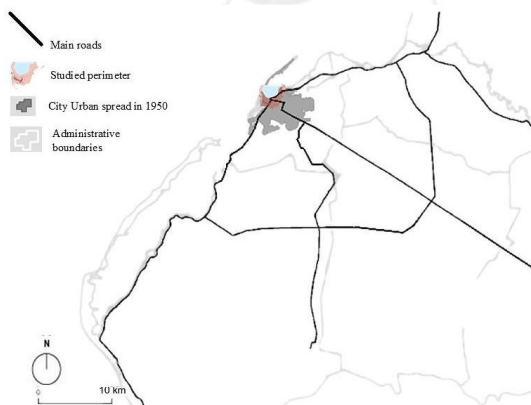 Main roads
Studied perimeter
City Urban spread in 1950
Administrative
boundaries
N
0
10 km